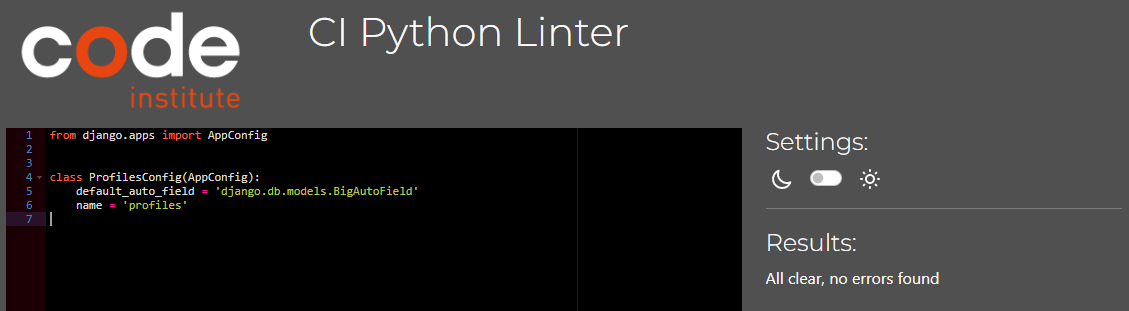 code
institute
CI Python Linter
1 from django.apps import AppConfig
2
3
4 class ProfilesConfig(AppConfig):
5     default_auto_field = 'django.db.models.BigAutoField'
6     name = 'profiles'
7
Settings:
Results:
All clear, no errors found